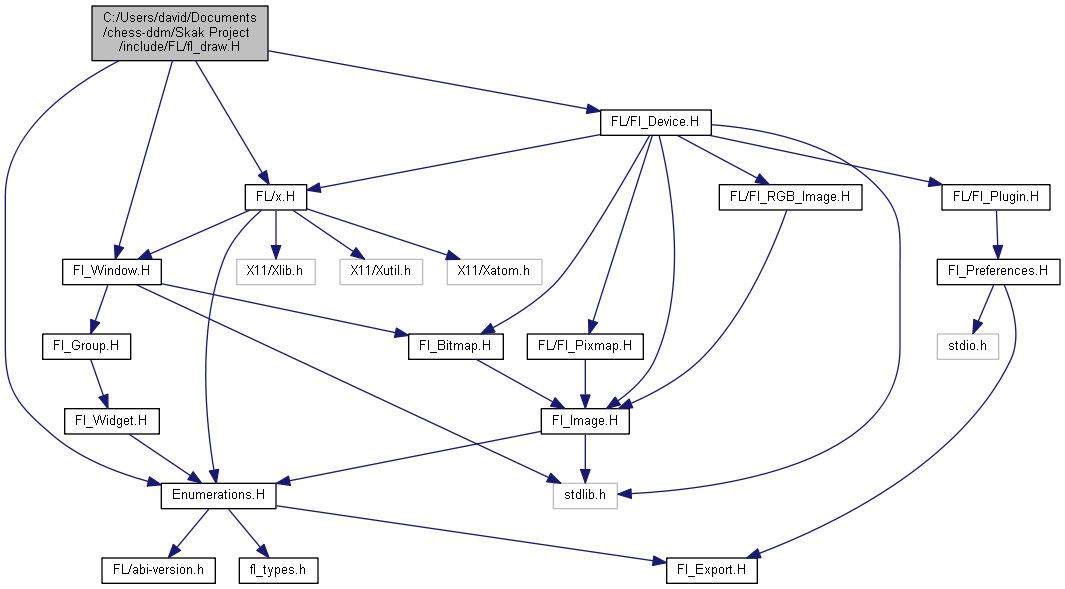 C:/Users/david/Documents
/chess-ddm/Skak Project
/include/FL/fl_draw.H
FL/Fl_Device.H
FL/x.H
FL/Fl_RGB_Image.H
FL/Fl_Plugin.H
Fl_Window.H
X11/Xlib.h
X11/Xutil.h
X11/Xatom.h
Fl_Preferences.H
Fl_Group.H
Fl_Bitmap.H
FL/Fl_Pixmap.H
stdio.h
Fl_Widget.H
Fl_Image.H
Enumerations.H
stdlib.h
FL/abi-version.h
fl_types.h
Fl_Export.H